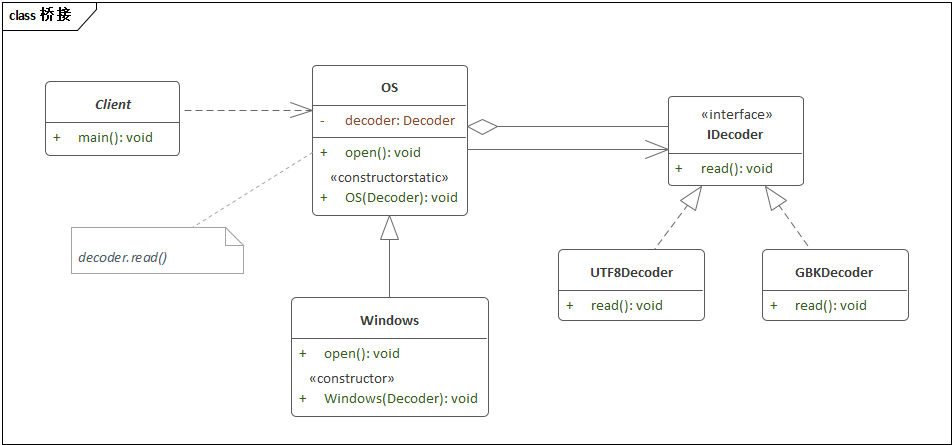 class 桥接
Client
+ main(): void
OS
- decoder: Decoder
+ open(): void
«constructorstatic»
+ OS(Decoder): void
«interface»
IDecoder
+ read(): void
decoder.read()
UTF8Decoder
+ read(): void
GBKDecoder
+ read(): void
Windows
+ open(): void
«constructor»
+ Windows(Decoder): void